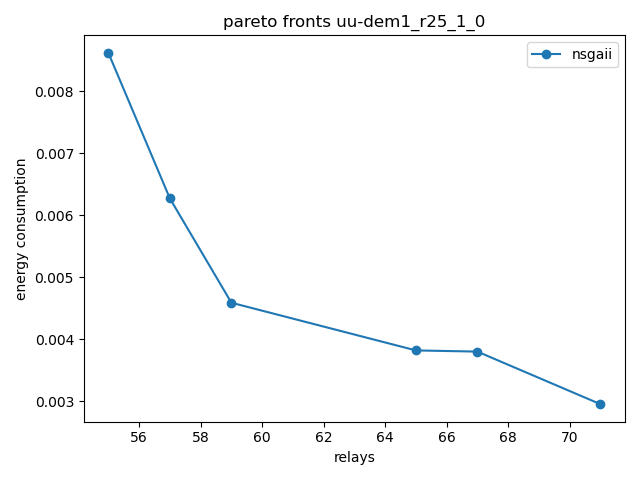 pareto fronts uu-dem1_r25_1_0
nsgaii
0.008
0.007
0.006
0.005
0.004
0.003
energy consumption
56 58 60 62 64 66 68 70
relays